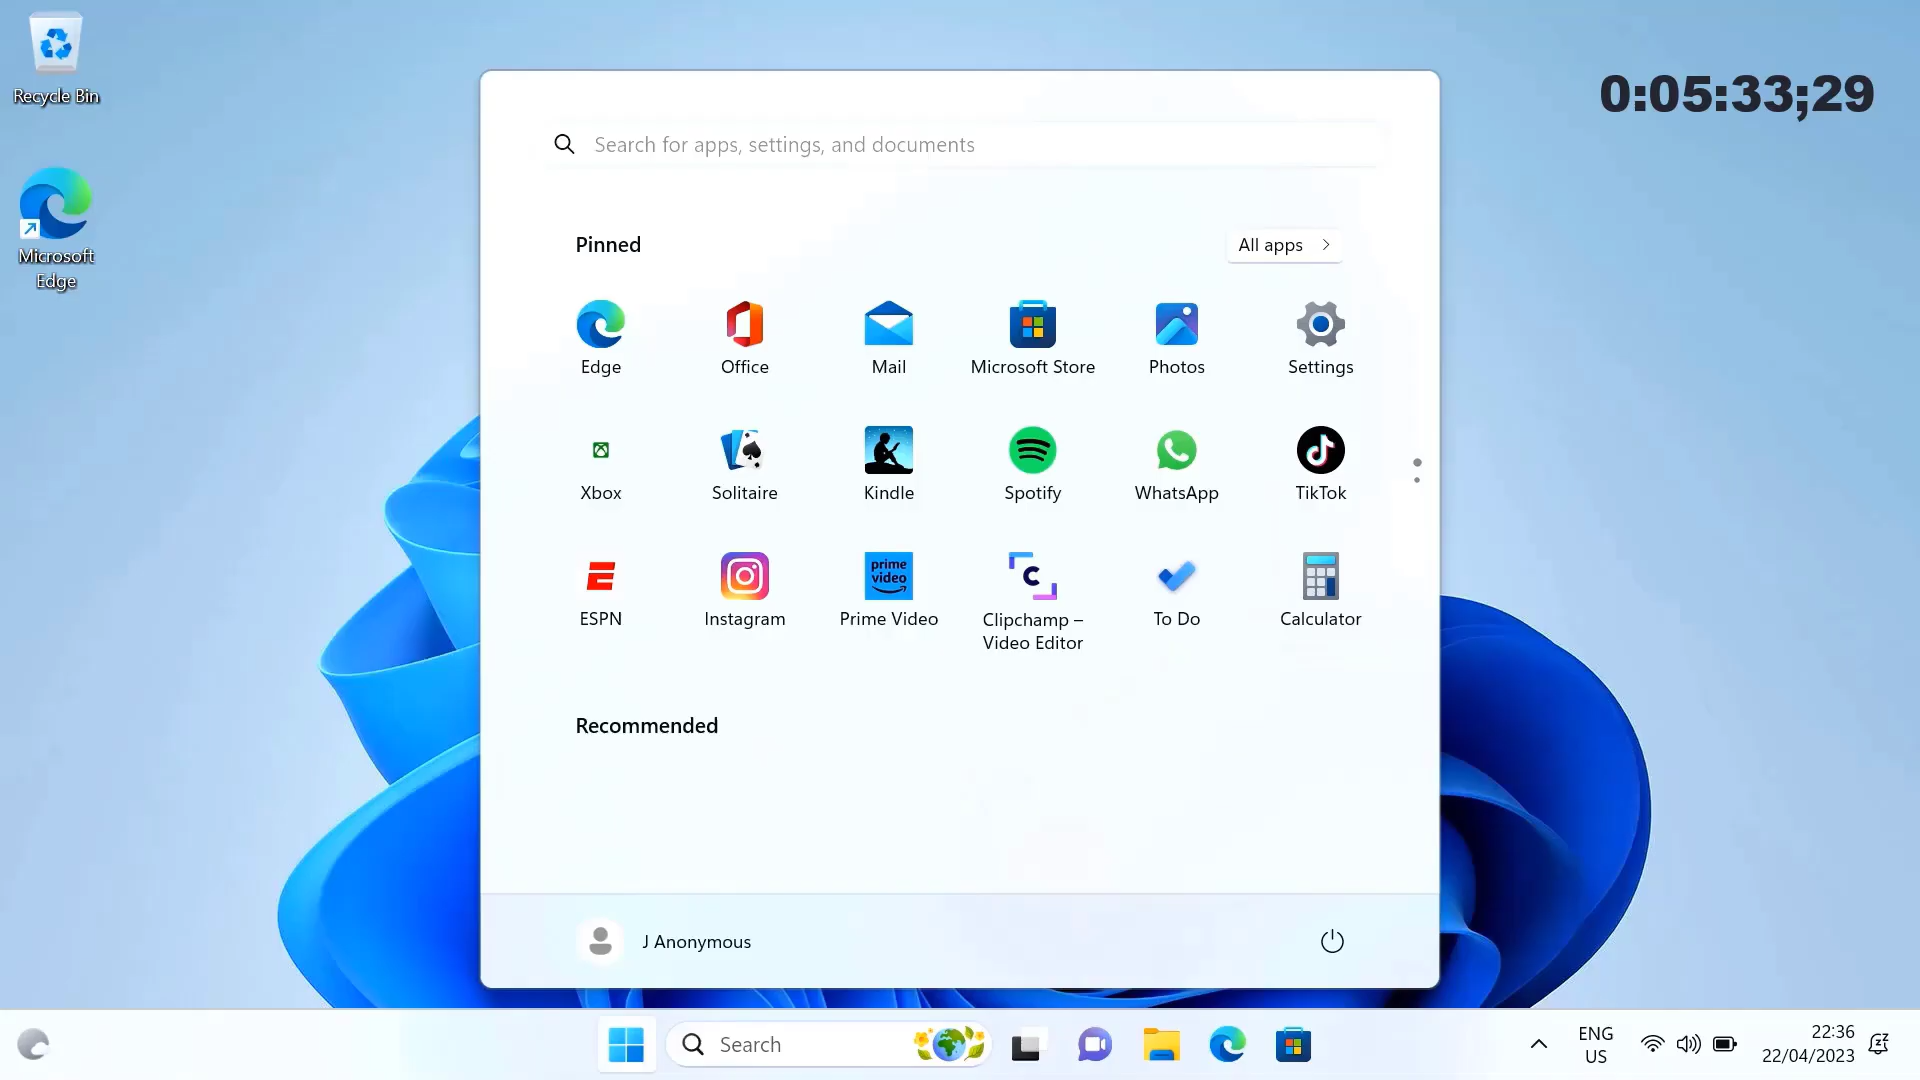 Recycle Bin
Microsoft
Edge
0:05:33;29
Search for apps, settings, and documents
Pinned
All apps
Edge
Office
Mail
Microsoft Store
Photos
Settings
Xbox
Solitaire
Kindle
Spotify
WhatsApp
TikTok
ESPN
Instagram
prime
video
Prime Video
C
Clipchamp –
Video Editor
To Do
Calculator
Recommended
J Anonymous
Search
ENG
US
22:36
22/04/2023